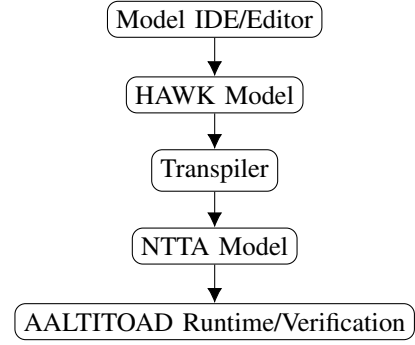 Model IDE/Editor
HAWK Model
Transpiler
NTTA Model
AALTITOAD Runtime/Verification